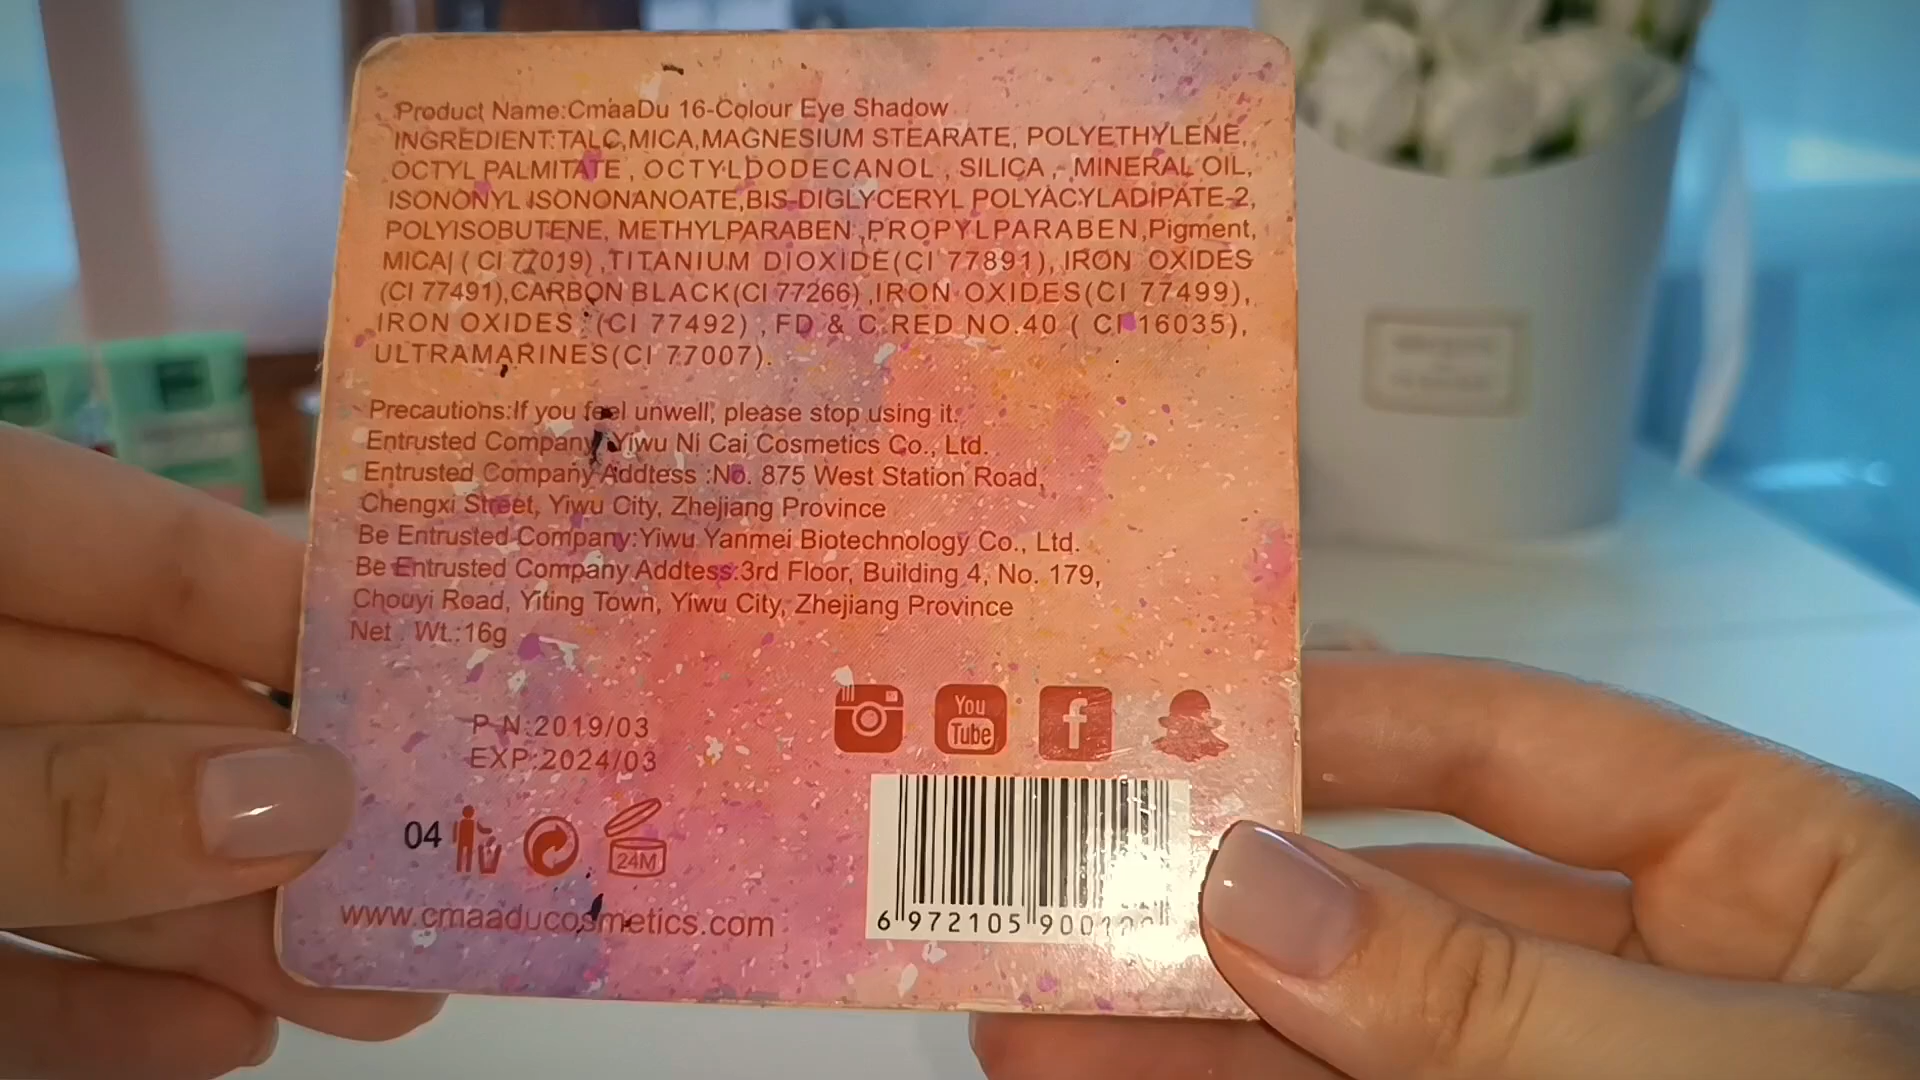 Product Name:CmaaDu 16-Colour Eye Shadow
INGREDIENT:TALC,MICA,MAGNESIUM STEARATE, POLYETHYLENE,
OCTYL PALMITATE , OCTYLDODECANOL , SILICA , MINERAL OIL,
ISONONYL ISONONANOATE,BIS-DIGLYCERYL POLYACYLADIPATE-2,
POLYISOBUTENE, METHYLPARABEN ,PROPYLPARABEN,Pigment,
MICA| ( CI 77019) ,TITANIUM DIOXIDE(CI 77891), IRON OXIDES
(CI 77491),CARBON BLACK(CI 77266) ,IRON OXIDES(CI 77499),
IRON OXIDES (CI 77492) , FD & C RED NO.40 ( CI 16035),
ULTRAMARINES(CI 77007).
Precautions:If you feel unwell, please stop using it.
Entrusted Company:Yiwu Ni Cai Cosmetics Co., Ltd.
Entrusted Company Addtess :No. 875 West Station Road,
Chengxi Street, Yiwu City, Zhejiang Province
Be Entrusted Company:Yiwu Yanmei Biotechnology Co., Ltd.
Be Entrusted Company Addtess:3rd Floor, Building 4, No. 179,
Chouyi Road, Yiting Town, Yiwu City, Zhejiang Province
Net . Wt.:16g
You
Tube
f
P N:2019/03
EXP:2024/03
04
24M
www.cmaaducosmetics.com
6 972105